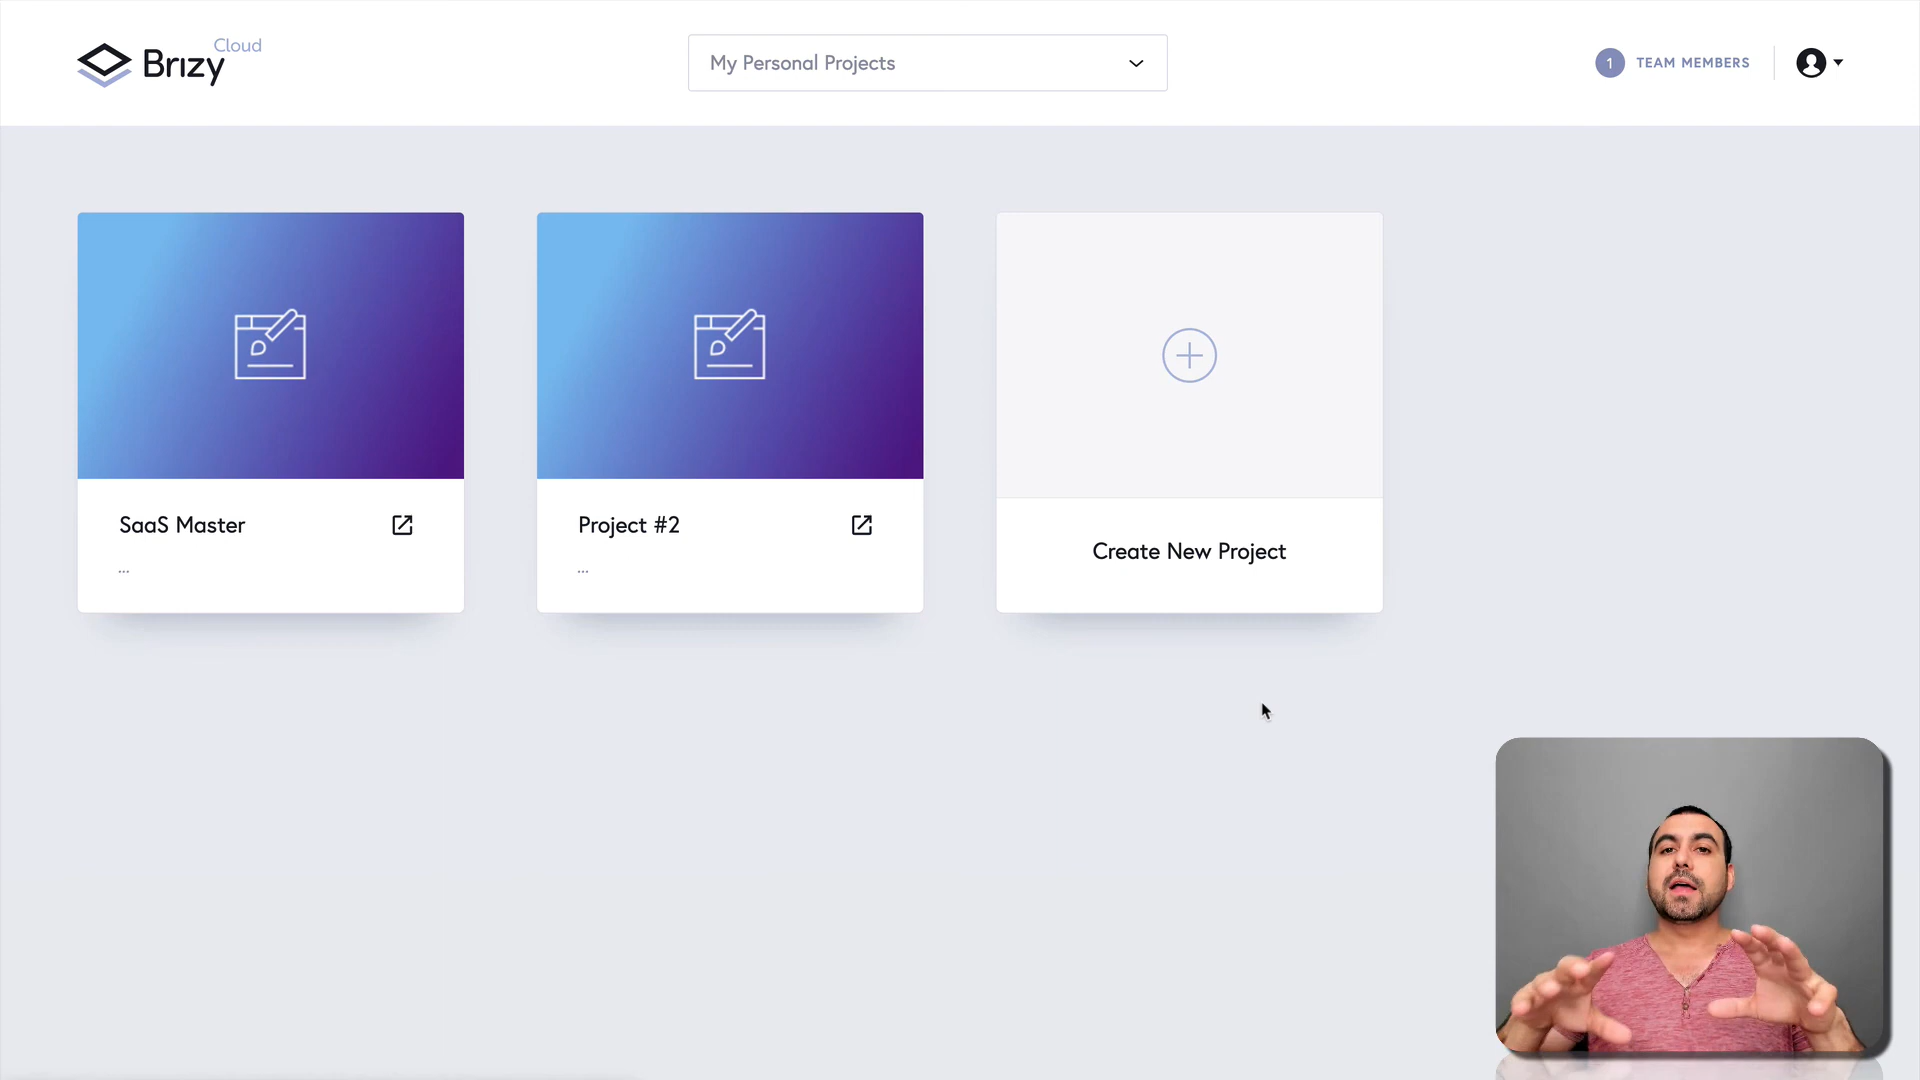 Brizy Cloud
My Personal Projects
1 TEAM MEMBERS
SaaS Master
...
Project #2
...
Create New Project